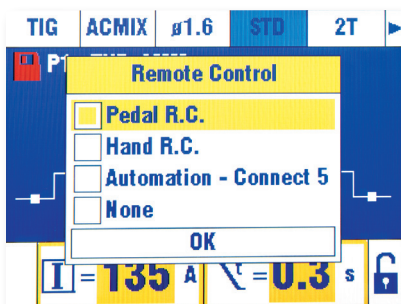 TIG ACMIX ø1.6 STD 2T
Remote Control
Pedal R.C.
Hand R.C.
Automation - Connect 5
None
OK
I = 135 A t = 0.3 s